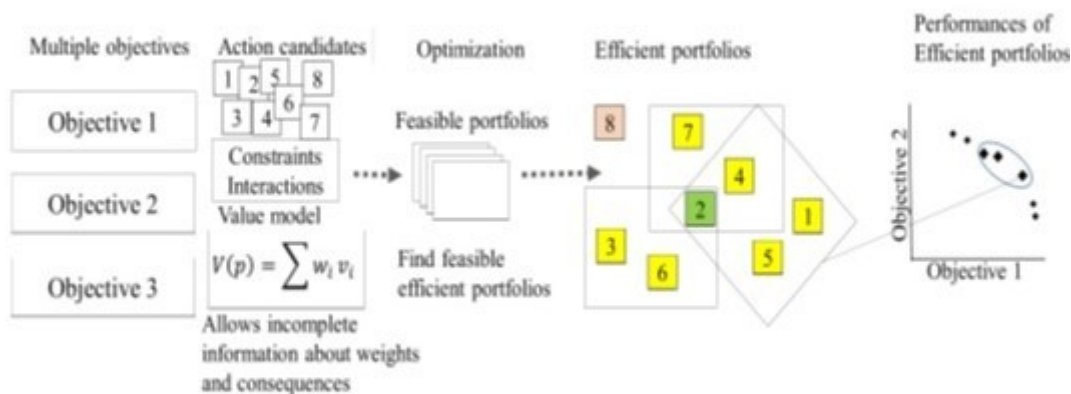 Multiple objectives
Objective 1
Objective 2
Objective 3
Action candidates
1 2 5 8
6
3 4 7
Constraints
Interactions
Value model
V(p) = ∑ w_i v_i
Allows incomplete
information about weights
and consequences
Optimization
Feasible portfolios
Find feasible
efficient portfolios
Efficient portfolios
8
7
4
2
1
3
5
6
Performances of
Efficient portfolios
Objective 2
Objective 1